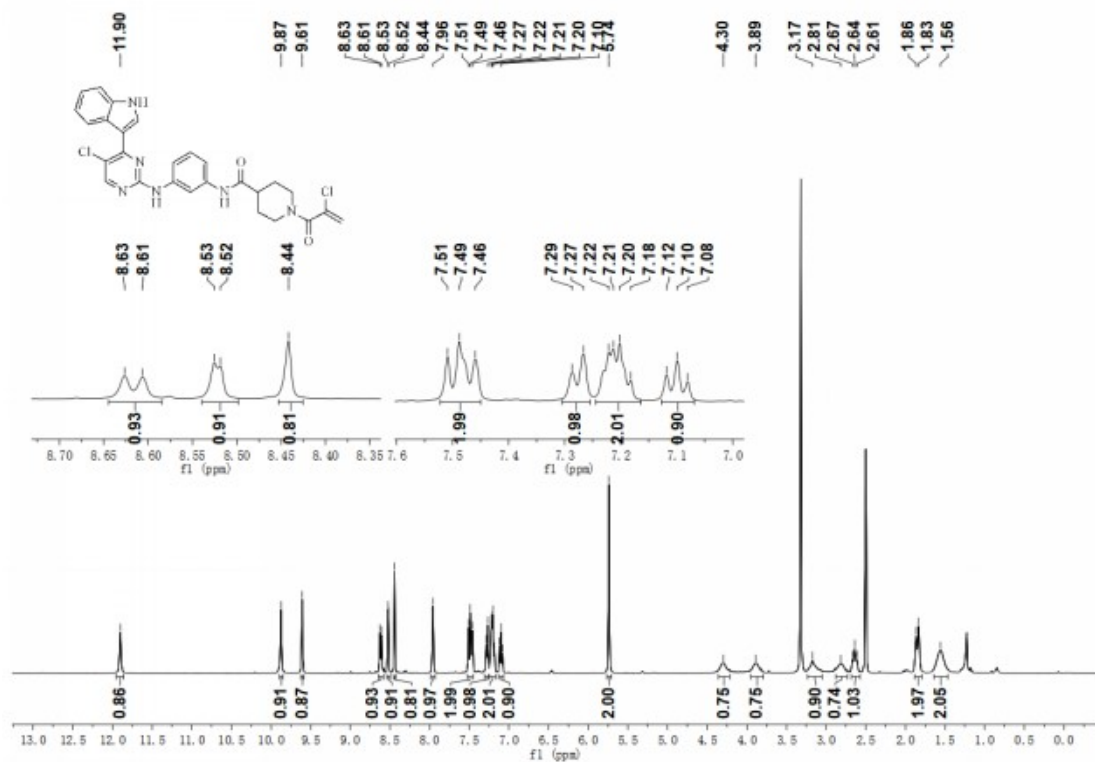 11.90 9.87 9.61 8.63 8.61 8.53 8.52 8.44 7.96 7.51 7.49 7.46 7.27 7.22 7.21 7.20 7.10 5.74 4.30 3.89 3.17 2.81 2.67 2.64 2.61 1.86 1.83 1.56
NH
Cl N O
N N H N H Cl
N
O
8.63 8.61 8.53 8.52 8.44 7.51 7.49 7.46 7.29 7.27 7.22 7.21 7.20 7.18 7.12 7.10 7.08
0.93 0.91 0.81 1.99 0.98 2.01 0.90
8.70 8.65 8.60 8.55 8.50 8.45 8.40 8.35 7.6 7.5 7.4 7.3 7.2 7.1 7.0
f1 (ppm) f1 (ppm)
0.86 0.91 0.87 0.93 0.91 0.81 0.97 1.99 0.98 2.01 0.90 2.00 0.75 0.75 0.90 0.74 1.03 1.97 2.05
13.0 12.5 11.5 10.5 9.5 9.0 8.5 8.0 7.5 7.0 6.5 6.0 5.5 5.0 4.5 4.0 3.5 3.0 2.5 2.0 1.5 1.0 0.5 0.0
f1 (ppm)